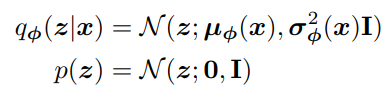 q_ϕ(z|x) = 𝒩(z; μ_ϕ(x), σ²_ϕ(x)I)
p(z) = 𝒩(z; 0, I)